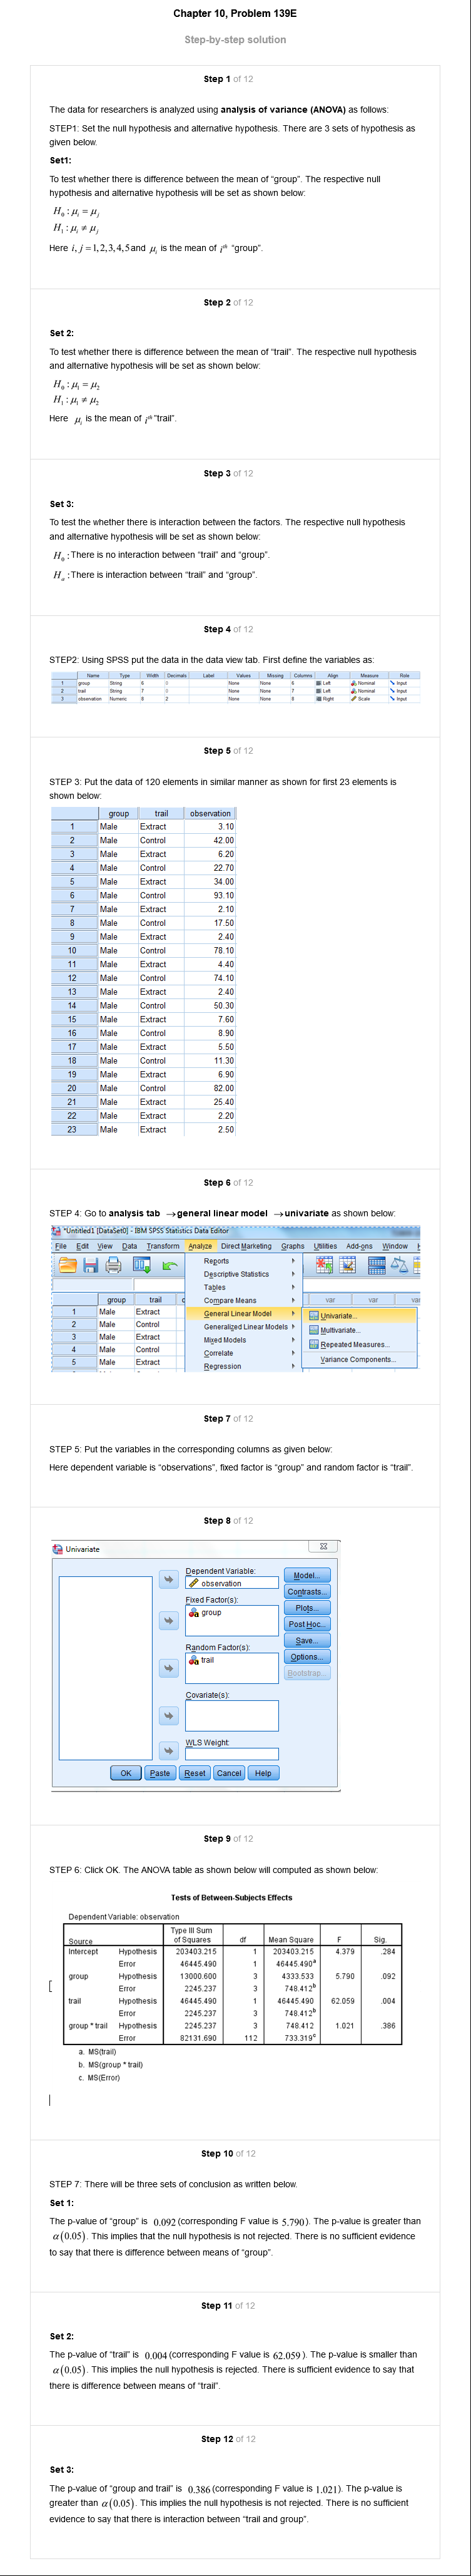 Chapter 10, Problem 139E
Step-by-step solution
Step 1 of 12
The data for researchers is analyzed using analysis of variance (ANOVA) as follows:
STEP1: Set the null hypothesis and alternative hypothesis. There are 3 sets of hypothesis as
given below.
Set1:
To test whether there is difference between the mean of “group”. The respective null
hypothesis and alternative hypothesis will be set as shown below:
H₀ : μᵢ = μⱼ
H₁ : μᵢ ≠ μⱼ
Here i, j = 1,2,3,4,5 and μᵢ is the mean of iᵗʰ “group”.
Step 2 of 12
Set 2:
To test whether there is difference between the mean of “trail”. The respective null hypothesis
and alternative hypothesis will be set as shown below:
H₀ : μ₁ = μ₂
H₁ : μ₁ ≠ μ₂
Here μᵢ is the mean of iᵗʰ “trail”.
Step 3 of 12
Set 3:
To test the whether there is interaction between the factors. The respective null hypothesis
and alternative hypothesis will be set as shown below:
H₀ : There is no interaction between “trail” and “group”.
Hₐ : There is interaction between “trail” and “group”.
Step 4 of 12
STEP2: Using SPSS put the data in the data view tab. First define the variables as:
Name Type Width Decimals Label Values Missing Columns Align Measure Role
1 group String 6 0 None None 6 Left Nominal Input
2 trail String 7 0 None None 7 Left Nominal Input
3 observation Numeric 8 2 None None 9 Right Scale Input
Step 5 of 12
STEP 3: Put the data of 120 elements in similar manner as shown for first 23 elements is
shown below:
group trail observation
1 Male Extract 3.10
2 Male Control 42.00
3 Male Extract 6.20
4 Male Control 22.70
5 Male Extract 34.00
6 Male Control 93.10
7 Male Extract 2.10
8 Male Control 17.50
9 Male Extract 2.40
10 Male Control 78.10
11 Male Extract 4.40
12 Male Control 74.10
13 Male Extract 2.40
14 Male Control 50.30
15 Male Extract 7.60
16 Male Control 8.90
17 Male Extract 5.50
18 Male Control 11.30
19 Male Extract 6.90
20 Male Control 82.00
21 Male Extract 25.40
22 Male Extract 2.20
23 Male Extract 2.50
Step 6 of 12
STEP 4: Go to analysis tab → general linear model → univariate as shown below:
*Untitled1 [DataSet0] - IBM SPSS Statistics Data Editor
File Edit View Data Transform Analyze Direct Marketing Graphs Utilities Add-ons Window
Reports
Descriptive Statistics
Tables
Compare Means
General Linear Model
Generalized Linear Models
Mixed Models
Correlate
Regression
Univariate...
Multivariate...
Repeated Measures...
Variance Components...
group trail var var
1 Male Extract
2 Male Control
3 Male Extract
4 Male Control
5 Male Extract
Step 7 of 12
STEP 5: Put the variables in the corresponding columns as given below:
Here dependent variable is “observations”, fixed factor is “group” and random factor is “trail”.
Step 8 of 12
Univariate
Dependent Variable:
observation
Fixed Factor(s):
group
Random Factor(s):
trail
Covariate(s):
WLS Weight:
Model...
Contrasts...
Plots...
Post Hoc...
Save...
Options...
Bootstrap...
OK Paste Reset Cancel Help
Step 9 of 12
STEP 6: Click OK. The ANOVA table as shown below will computed as shown below:
Tests of Between-Subjects Effects
Dependent Variable: observation
Source Type III Sum of Squares df Mean Square F Sig.
Intercept Hypothesis 203403.215 1 203403.215 4.379 .284
Error 46445.490 1 46445.490ᵃ
group Hypothesis 13000.600 3 4333.533 5.790 .092
Error 2245.237 3 748.412ᵇ
trail Hypothesis 46445.490 1 46445.490 62.059 .004
Error 2245.237 3 748.412ᵇ
group * trail Hypothesis 2245.237 3 748.412 1.021 .386
Error 82131.690 112 733.319ᶜ
a. MS(trail)
b. MS(group * trail)
c. MS(Error)
Step 10 of 12
STEP 7: There will be three sets of conclusion as written below.
Set 1:
The p-value of “group” is 0.092 (corresponding F value is 5.790). The p-value is greater than
α(0.05). This implies that the null hypothesis is not rejected. There is no sufficient evidence
to say that there is difference between means of “group”.
Step 11 of 12
Set 2:
The p-value of “trail” is 0.004 (corresponding F value is 62.059). The p-value is smaller than
α(0.05). This implies the null hypothesis is rejected. There is sufficient evidence to say that
there is difference between means of “trail”.
Step 12 of 12
Set 3:
The p-value of “group and trail” is 0.386 (corresponding F value is 1.021). The p-value is
greater than α(0.05). This implies the null hypothesis is not rejected. There is no sufficient
evidence to say that there is interaction between “trail and group”.